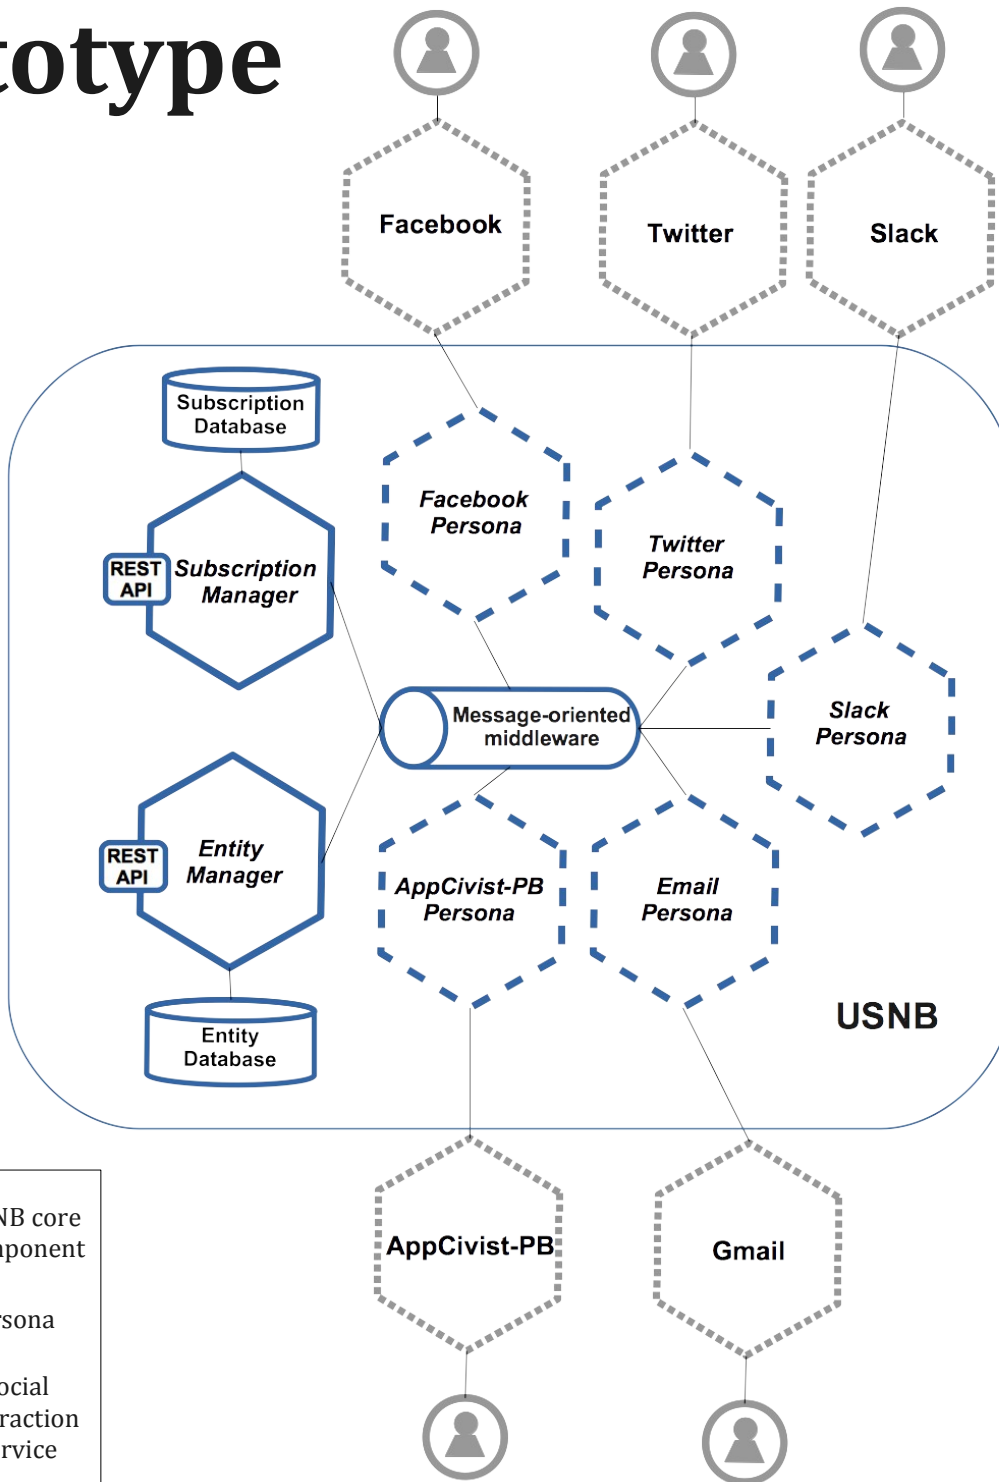 totype
Facebook
Twitter
Slack
Subscription
Database
Facebook
Persona
Twitter
Persona
REST
API
Subscription
Manager
Message-oriented
middleware
Slack
Persona
REST
API
Entity
Manager
AppCivist-PB
Persona
Email
Persona
Entity
Database
USNB
AppCivist-PB
Gmail
NB core
mponent
rsona
ocial
raction
ervice